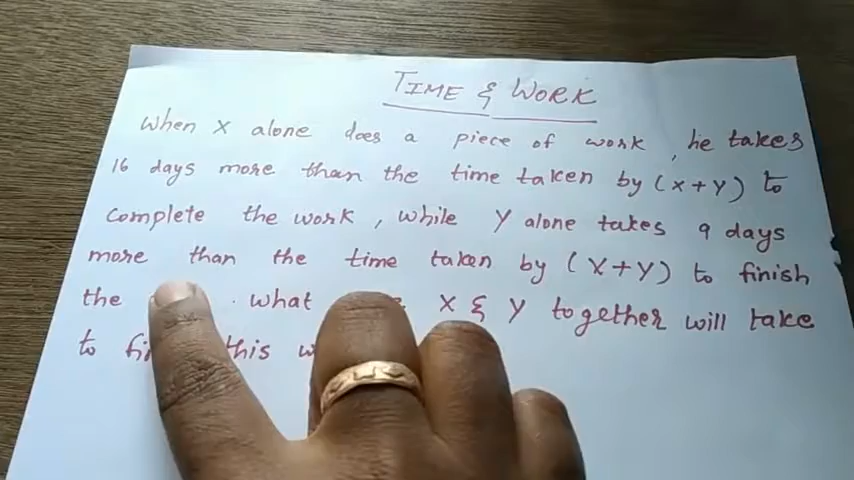 TIME & WORK
When X alone does a piece of work, he takes
16 days more than the time taken by (X+Y) to
complete the work, while Y alone takes 9 days
more than the time taken by (X+Y) to finish
the . what X & Y together will take
to this